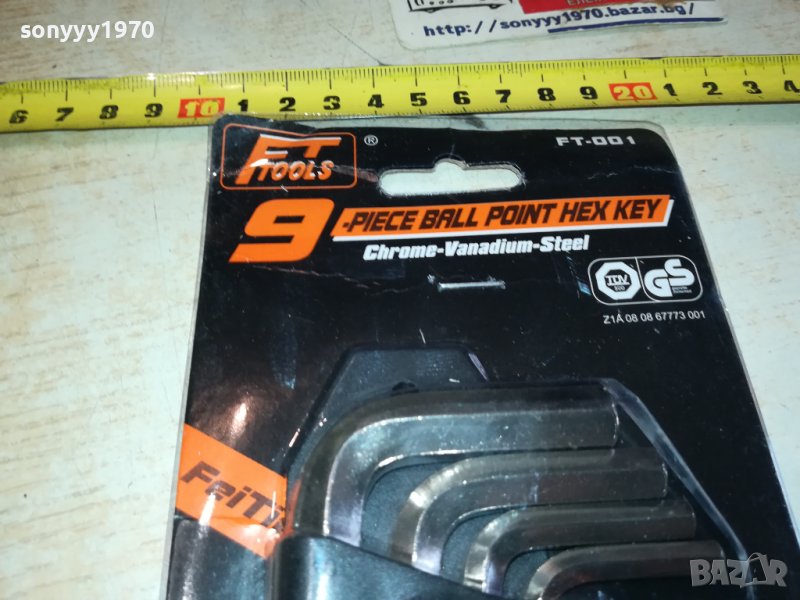 sonyyy1970
http://sonyyy1970.bazar.bg/
6 7 8 9 10 1 2 3 4 5 6 7 8 9 20 1 2 3 4
FT TOOLS ®
FT-001
9-PIECE BALL POINT HEX KEY
Chrome-Vanadium-Steel
GS
Z1A 08 08 67773 001
BAZAR